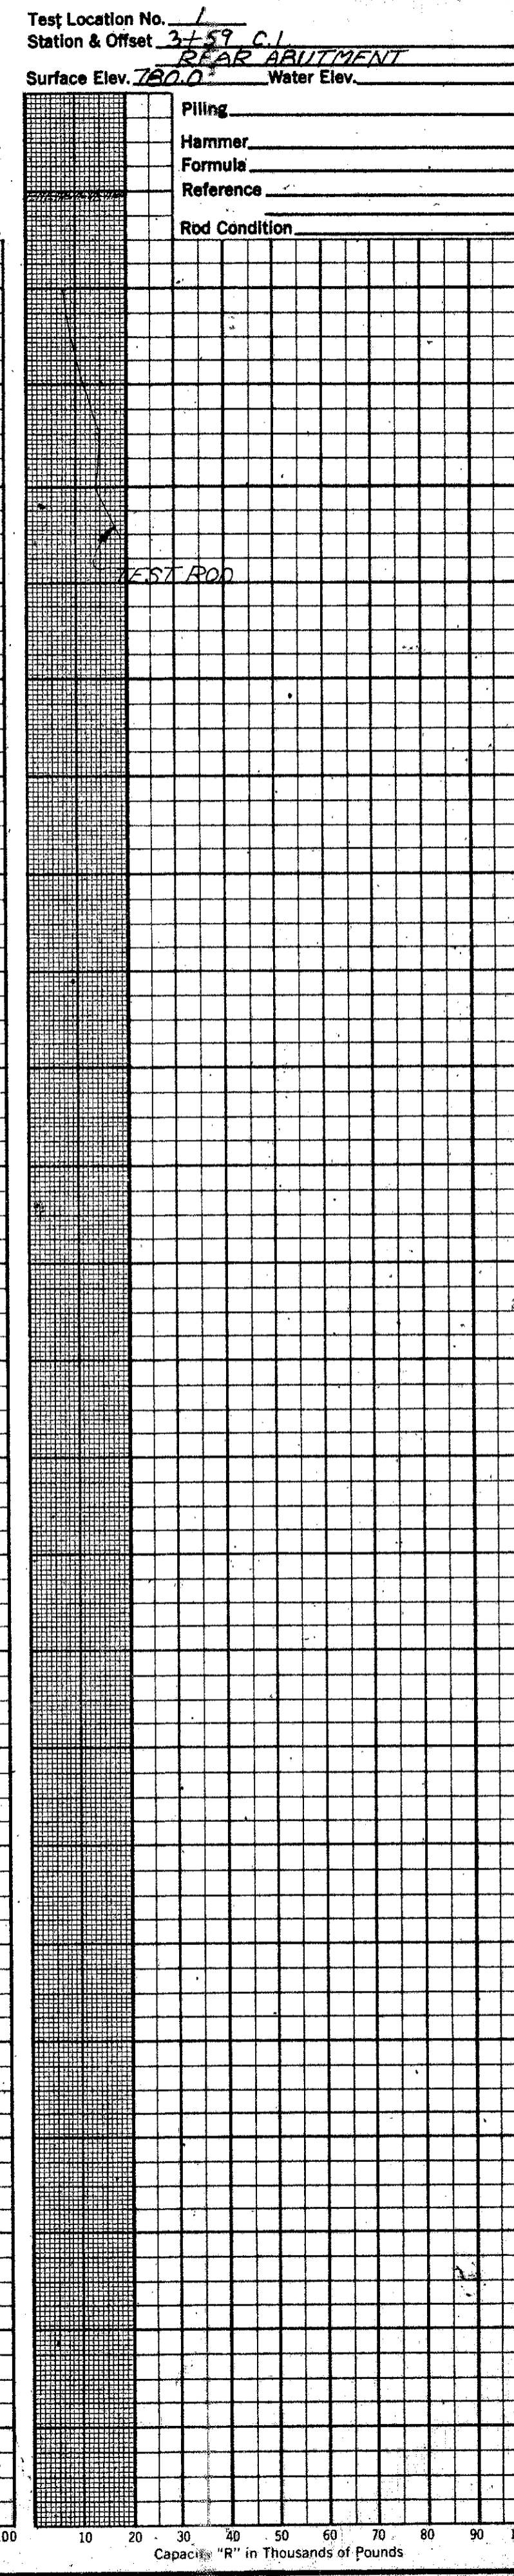 Test Location No. 1
Station & Offset 3+59 C.L.
REAR ABUTMENT
Surface Elev. 780.0 Water Elev.
Piling
Hammer
Formula
Reference
Rod Condition
TEST ROD
00 10 20 30 40 50 60 70 80 90 1
Capacity "R" in Thousands of Pounds